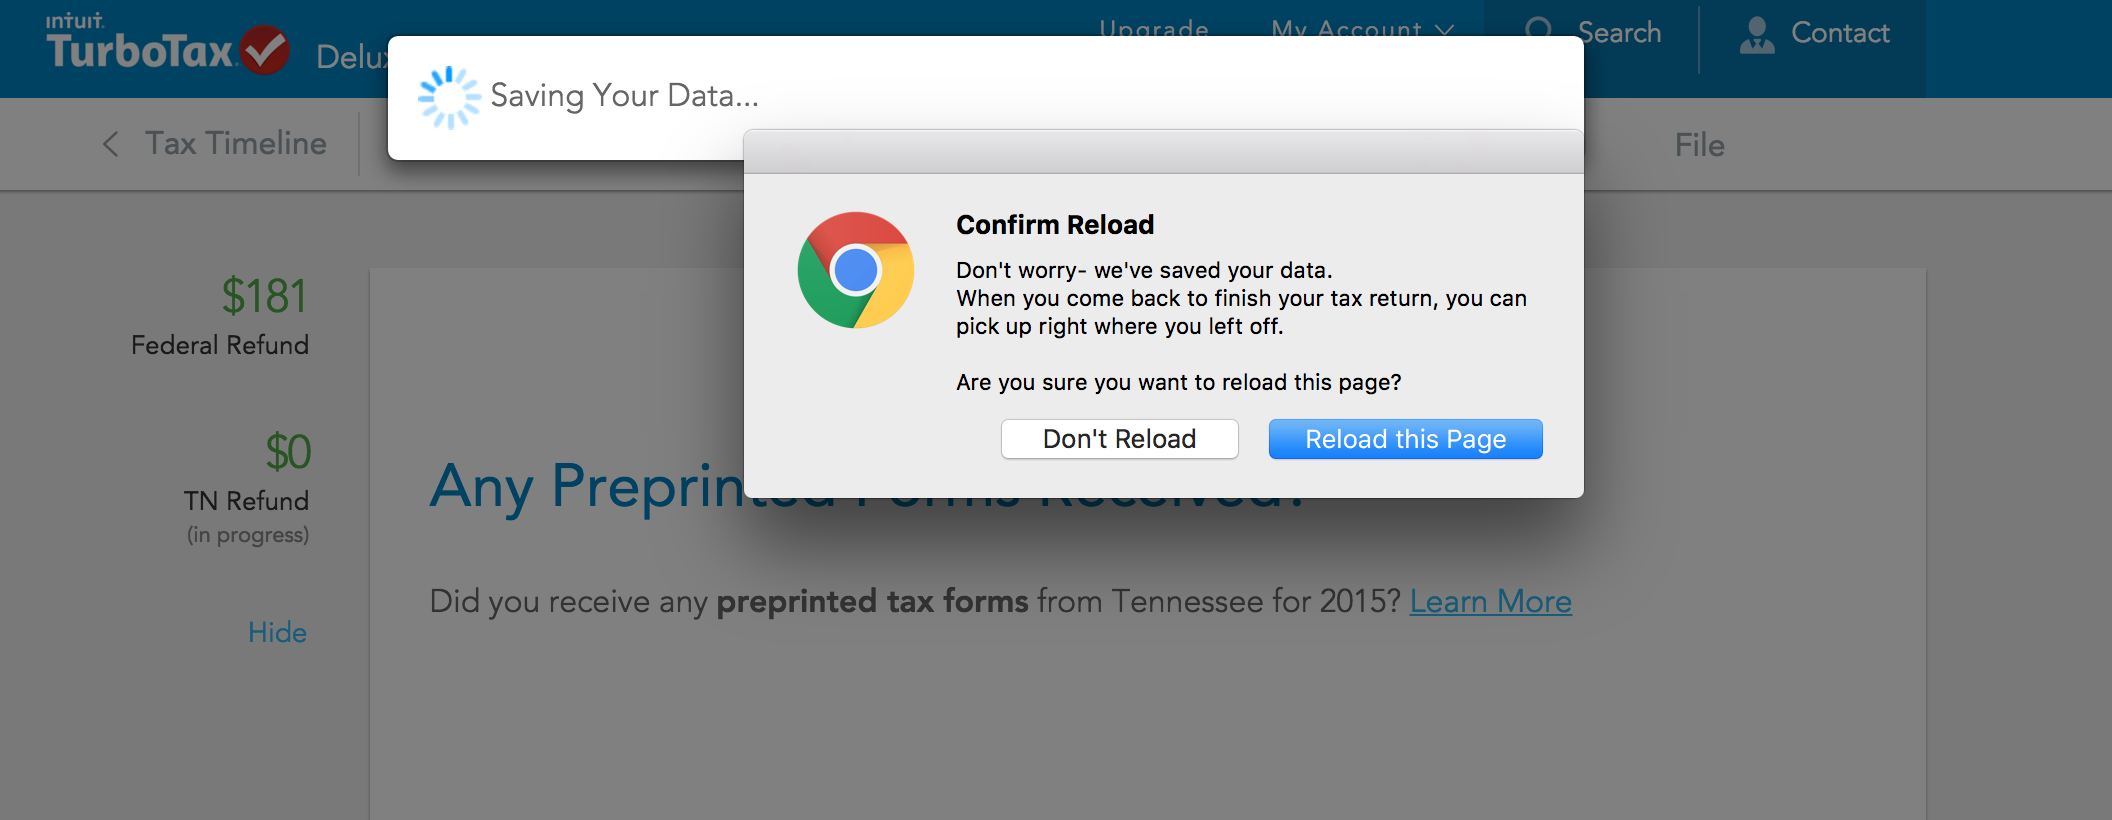 intuit
TurboTax
Upgrade
My Account
Search
Contact
Saving Your Data...
Tax Timeline
File
Confirm Reload
Don't worry- we've saved your data.
When you come back to finish your tax return, you can
pick up right where you left off.
Are you sure you want to reload this page?
Don't Reload
Reload this Page
$181
Federal Refund
$0
TN Refund
(in progress)
Hide
Any Preprinted Forms Received?
Did you receive any preprinted tax forms from Tennessee for 2015? Learn More